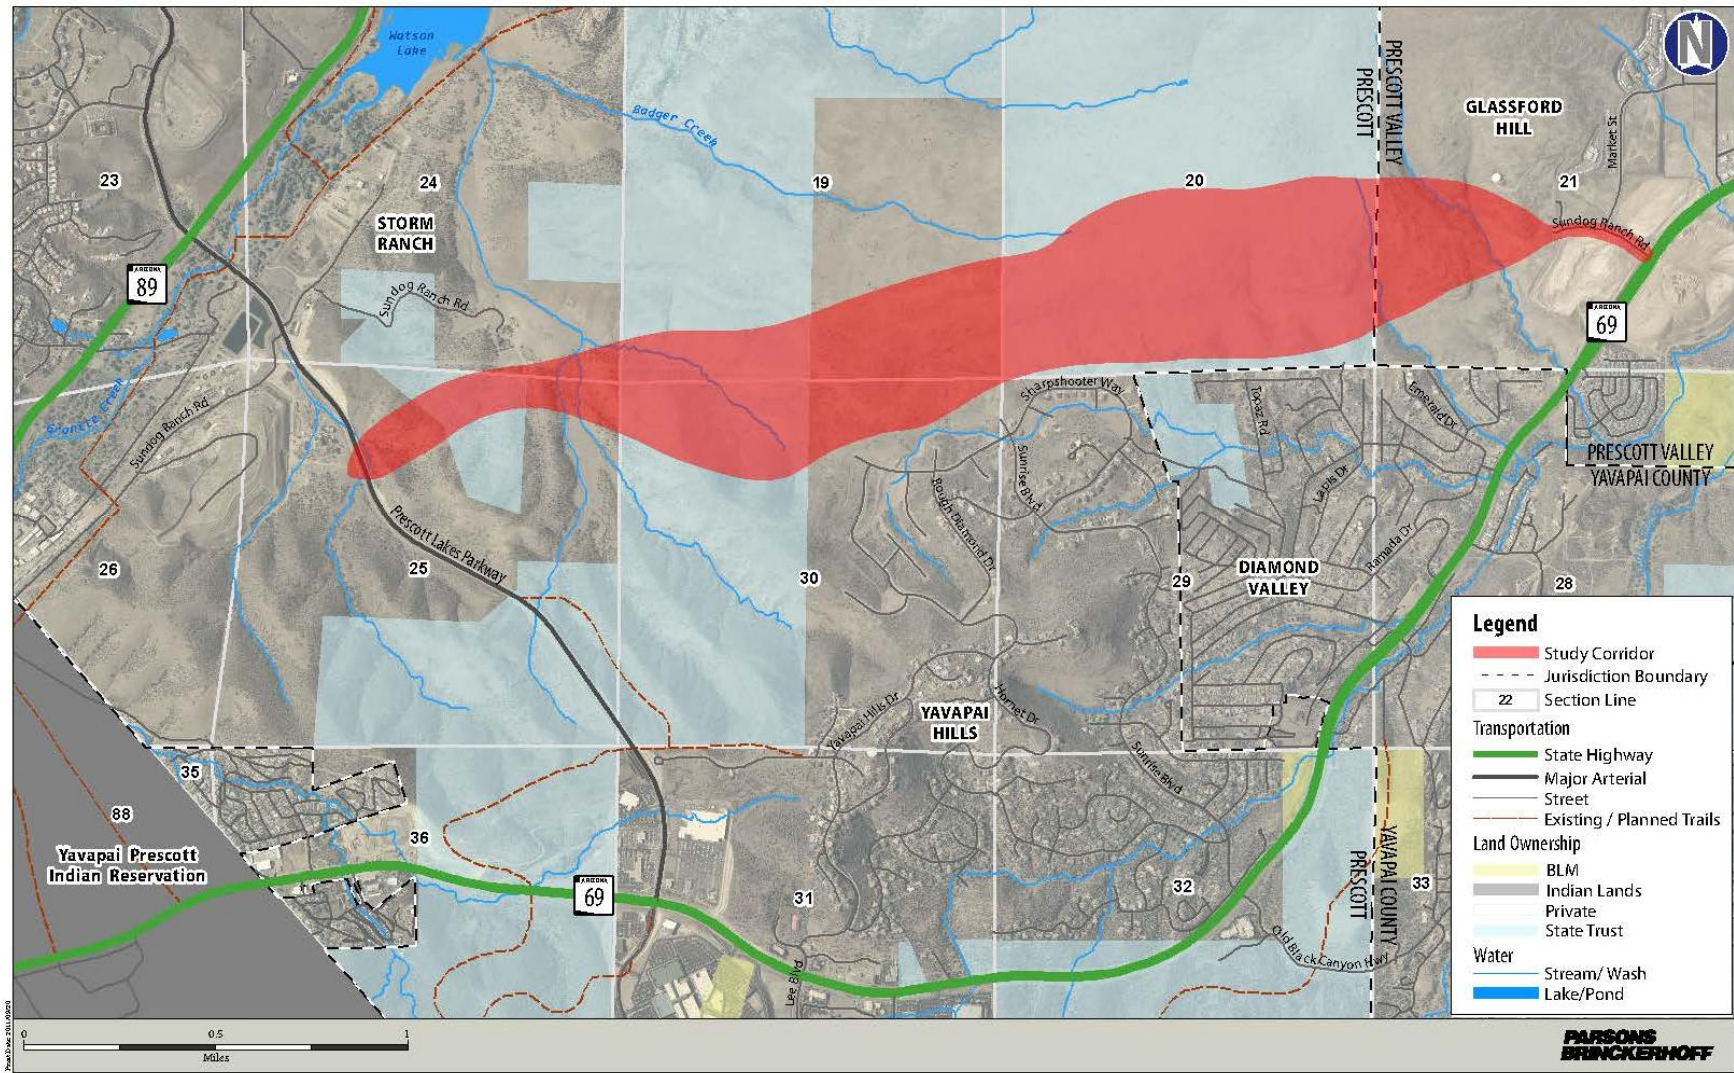 Watson
Lake
N
PRESCOTT VALLEY
PRESCOTT
GLASSFORD
HILL
Market St
Badger Creek
23
24
19
20
21
STORM
RANCH
Sundog Ranch Rd
ARIZONA
89
Sundog Ranch Rd
ARIZONA
69
Granite Creek
Sundog Ranch Rd
Sharpshooter Way
Topaz Rd
Emerald Dr
PRESCOTT VALLEY
YAVAPAI COUNTY
Sunrise Blvd
Rough Diamond Dr
Lapis Dr
Prescott Lakes Parkway
Ramada Dr
26
25
30
29
DIAMOND
VALLEY
28
Yavapai Hills Dr
Hornet Dr
YAVAPAI
HILLS
Sunrise Blvd
35
88
36
Yavapai Prescott
Indian Reservation
ARIZONA
69
31
32
33
PRESCOTT
YAVAPAI COUNTY
Lee Blvd
Old Black Canyon Hwy
Legend
Study Corridor
Jurisdiction Boundary
22 Section Line
Transportation
State Highway
Major Arterial
Street
Existing / Planned Trails
Land Ownership
BLM
Indian Lands
Private
State Trust
Water
Stream/ Wash
Lake/Pond
0 0.5 1
Miles
PARSONS
BRINCKERHOFF